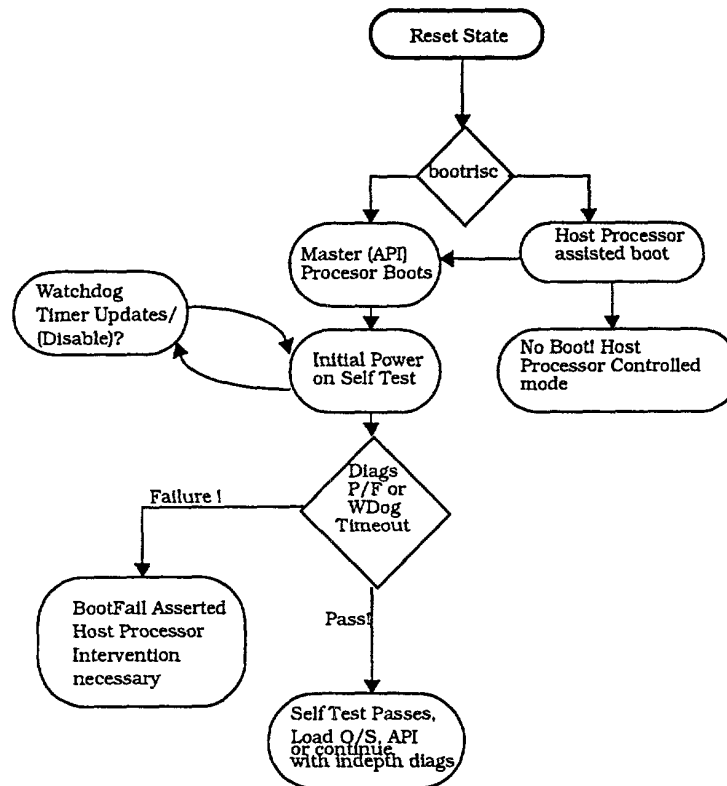 Reset State
bootrisc
Master (API)
Procesor Boots
Host Processor
assisted boot
Watchdog
Timer Updates/
(Disable)?
Initial Power
on Self Test
No Boot! Host
Processor Controlled
mode
Diags
P/F or
WDog
Timeout
Failure !
BootFail Asserted
Host Processor
Intervention
necessary
Pass!
Self Test Passes,
Load O/S, API
or continue
with indepth diags